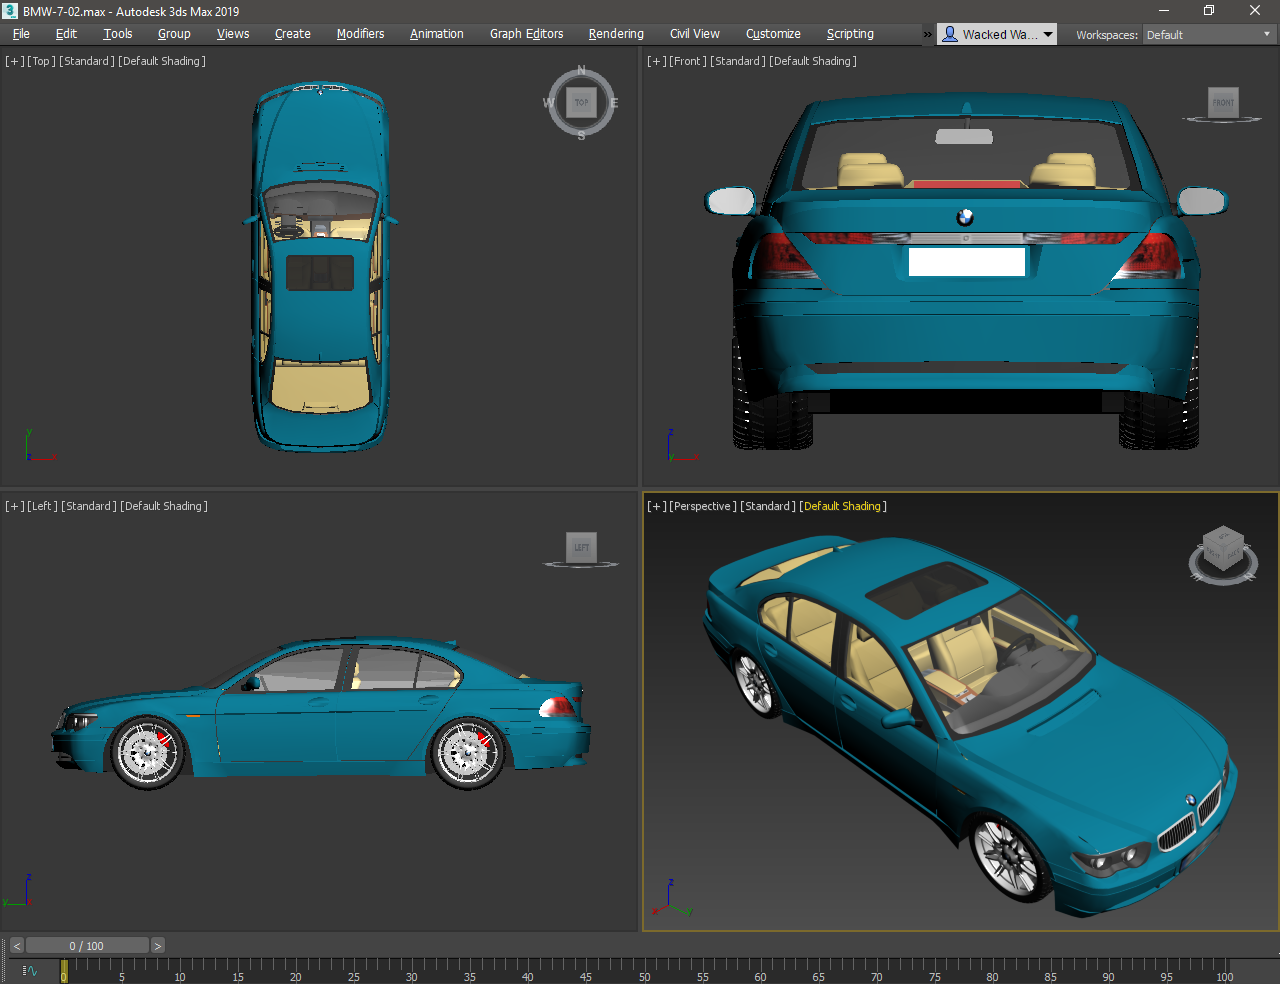 BMW-7-02.max - Autodesk 3ds Max 2019
File Edit Tools Group Views Create Modifiers Animation Graph Editors Rendering Civil View Customize Scripting » Wacked Wa... Workspaces: Default
[+] [Top] [Standard] [Default Shading]
N
W TOP E
S
y
z x
[+] [Front] [Standard] [Default Shading]
FRONT
z
y x
[+] [Left] [Standard] [Default Shading]
LEFT
z
y x
[+] [Perspective] [Standard] [Default Shading]
z
x y
< 0 / 100 >
0 5 10 15 20 25 30 35 40 45 50 55 60 65 70 75 80 85 90 95 100